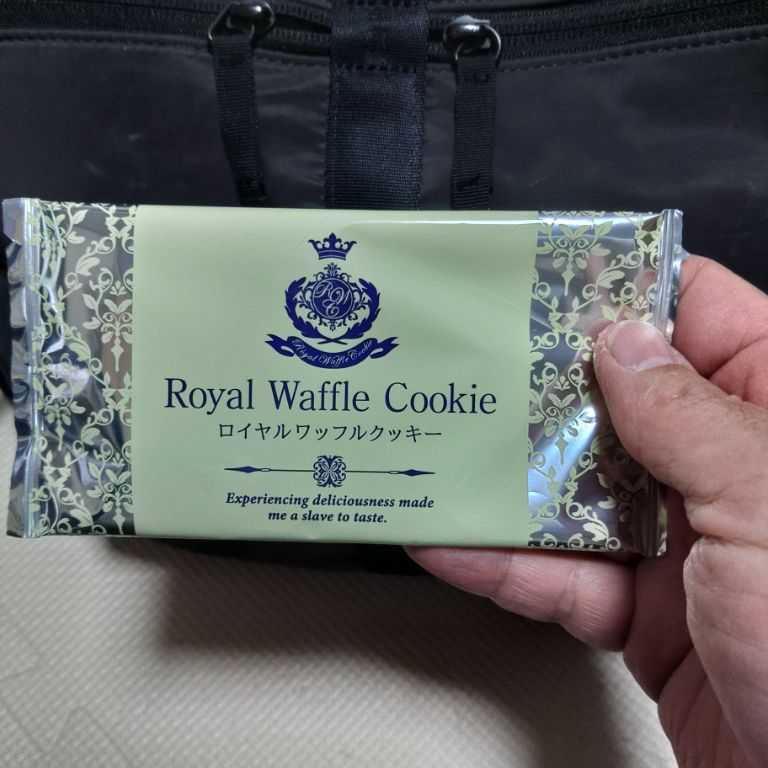 Royal Waffle Cookie
Royal Waffle Cookie
ロイヤルワッフルクッキー
Experiencing deliciousness made
me a slave to taste.